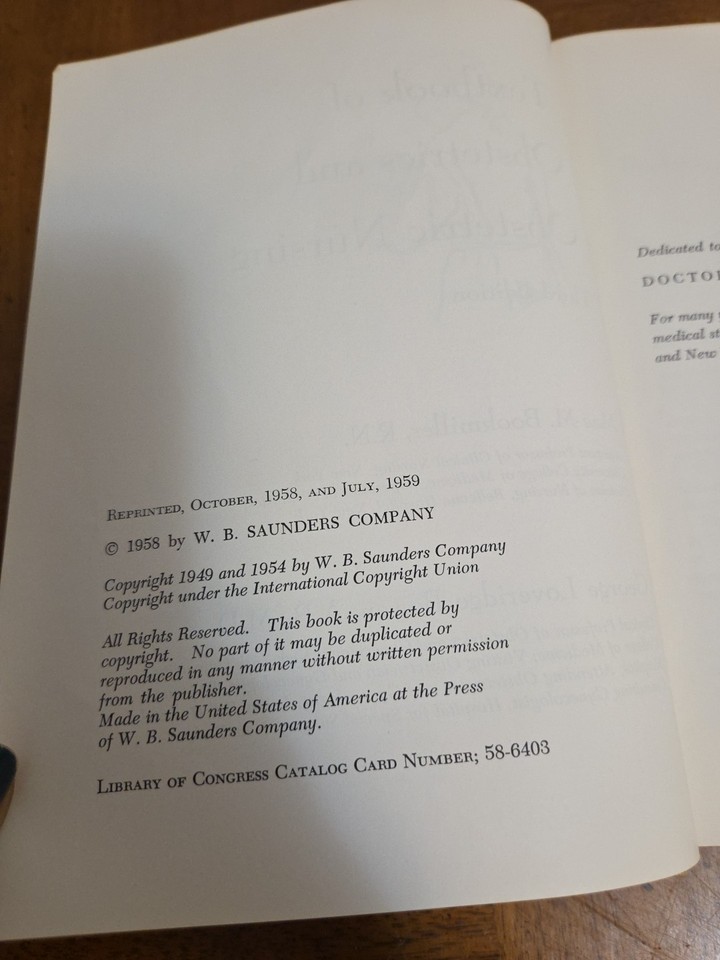 Reprinted, October, 1958, and July, 1959
© 1958 by W. B. SAUNDERS COMPANY
Copyright 1949 and 1954 by W. B. Saunders Company
Copyright under the International Copyright Union
All Rights Reserved. This book is protected by
copyright. No part of it may be duplicated or
reproduced in any manner without written permission
from the publisher.
Made in the United States of America at the Press
of W. B. Saunders Company.
Library of Congress Catalog Card Number; 58-6403
Dedicated to
DOCTOR
For many
medical st
and New